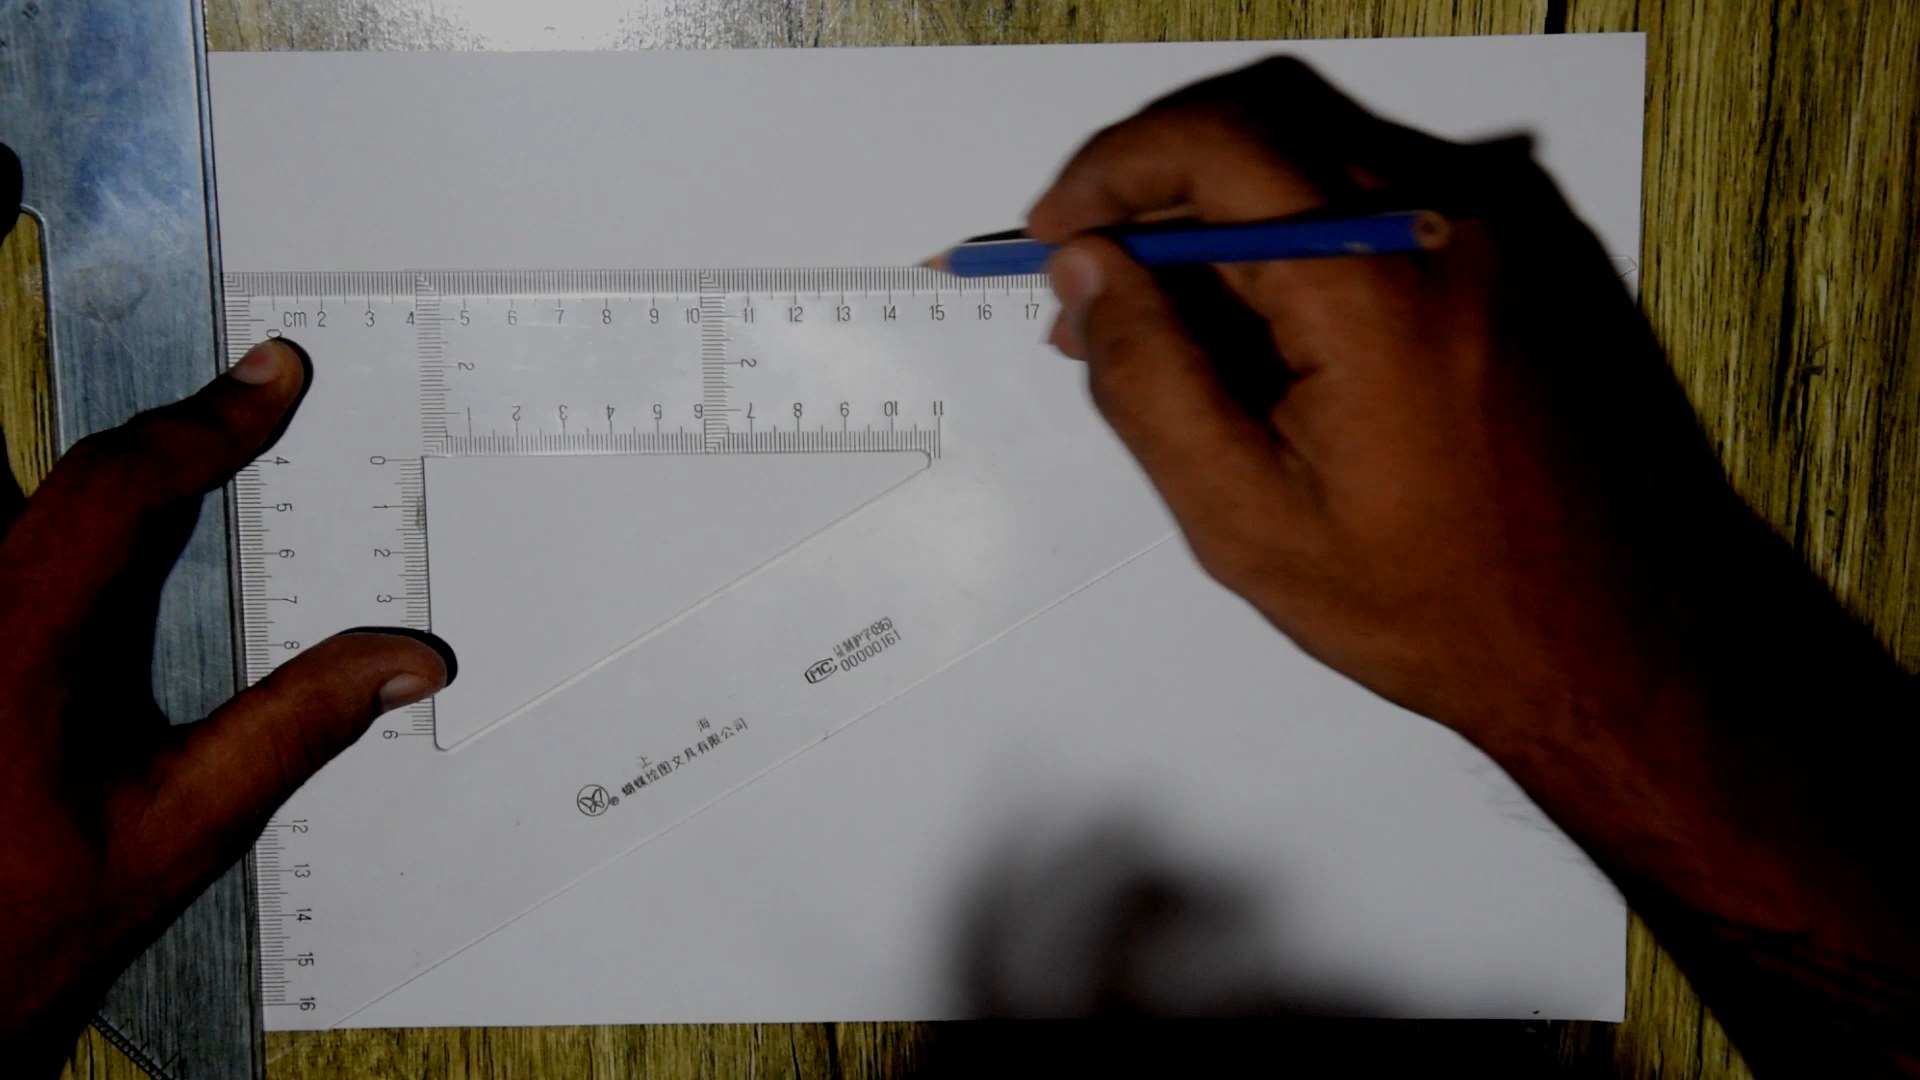 cm 2 3 4 5 6 7 8 9 10 11 12 13 14 15 16 17
0
2 2
1 2 3 4 5 6 7 8 9 10 11
4 5 6 7 8
12 13 14 15 16
0 1 2 3
6
MC
00000161
上海
蝴蝶绘图文具有限公司